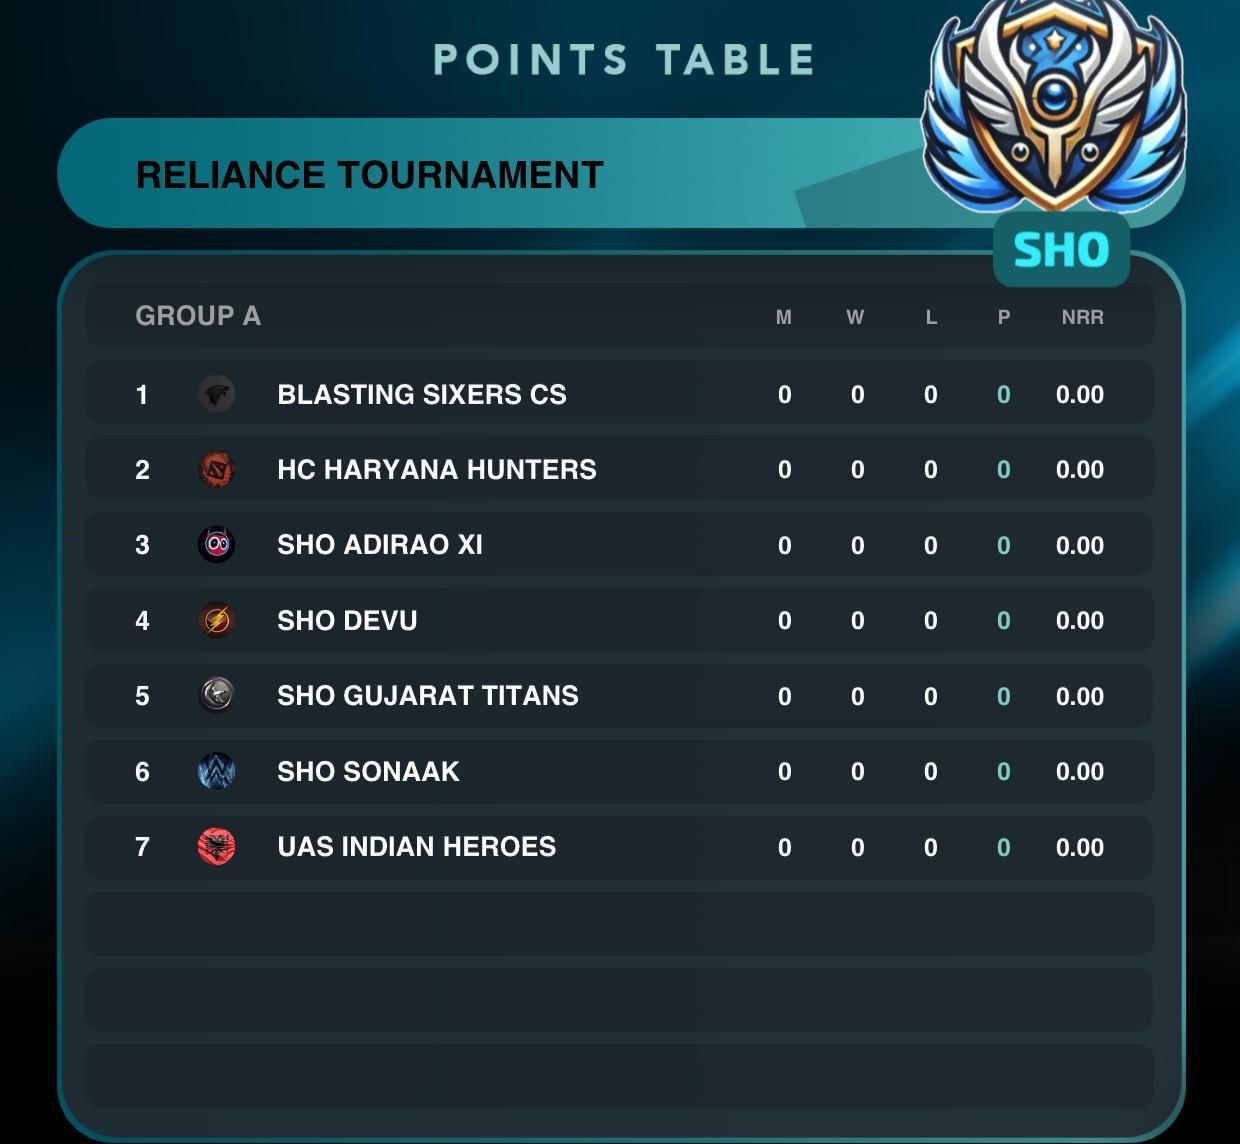 POINTS TABLE
RELIANCE TOURNAMENT
SHO
GROUP A M W L P NRR
1 BLASTING SIXERS CS 0 0 0 0 0.00
2 HC HARYANA HUNTERS 0 0 0 0 0.00
3 SHO ADIRAO XI 0 0 0 0 0.00
4 SHO DEVU 0 0 0 0 0.00
5 SHO GUJARAT TITANS 0 0 0 0 0.00
6 SHO SONAAK 0 0 0 0 0.00
7 UAS INDIAN HEROES 0 0 0 0 0.00